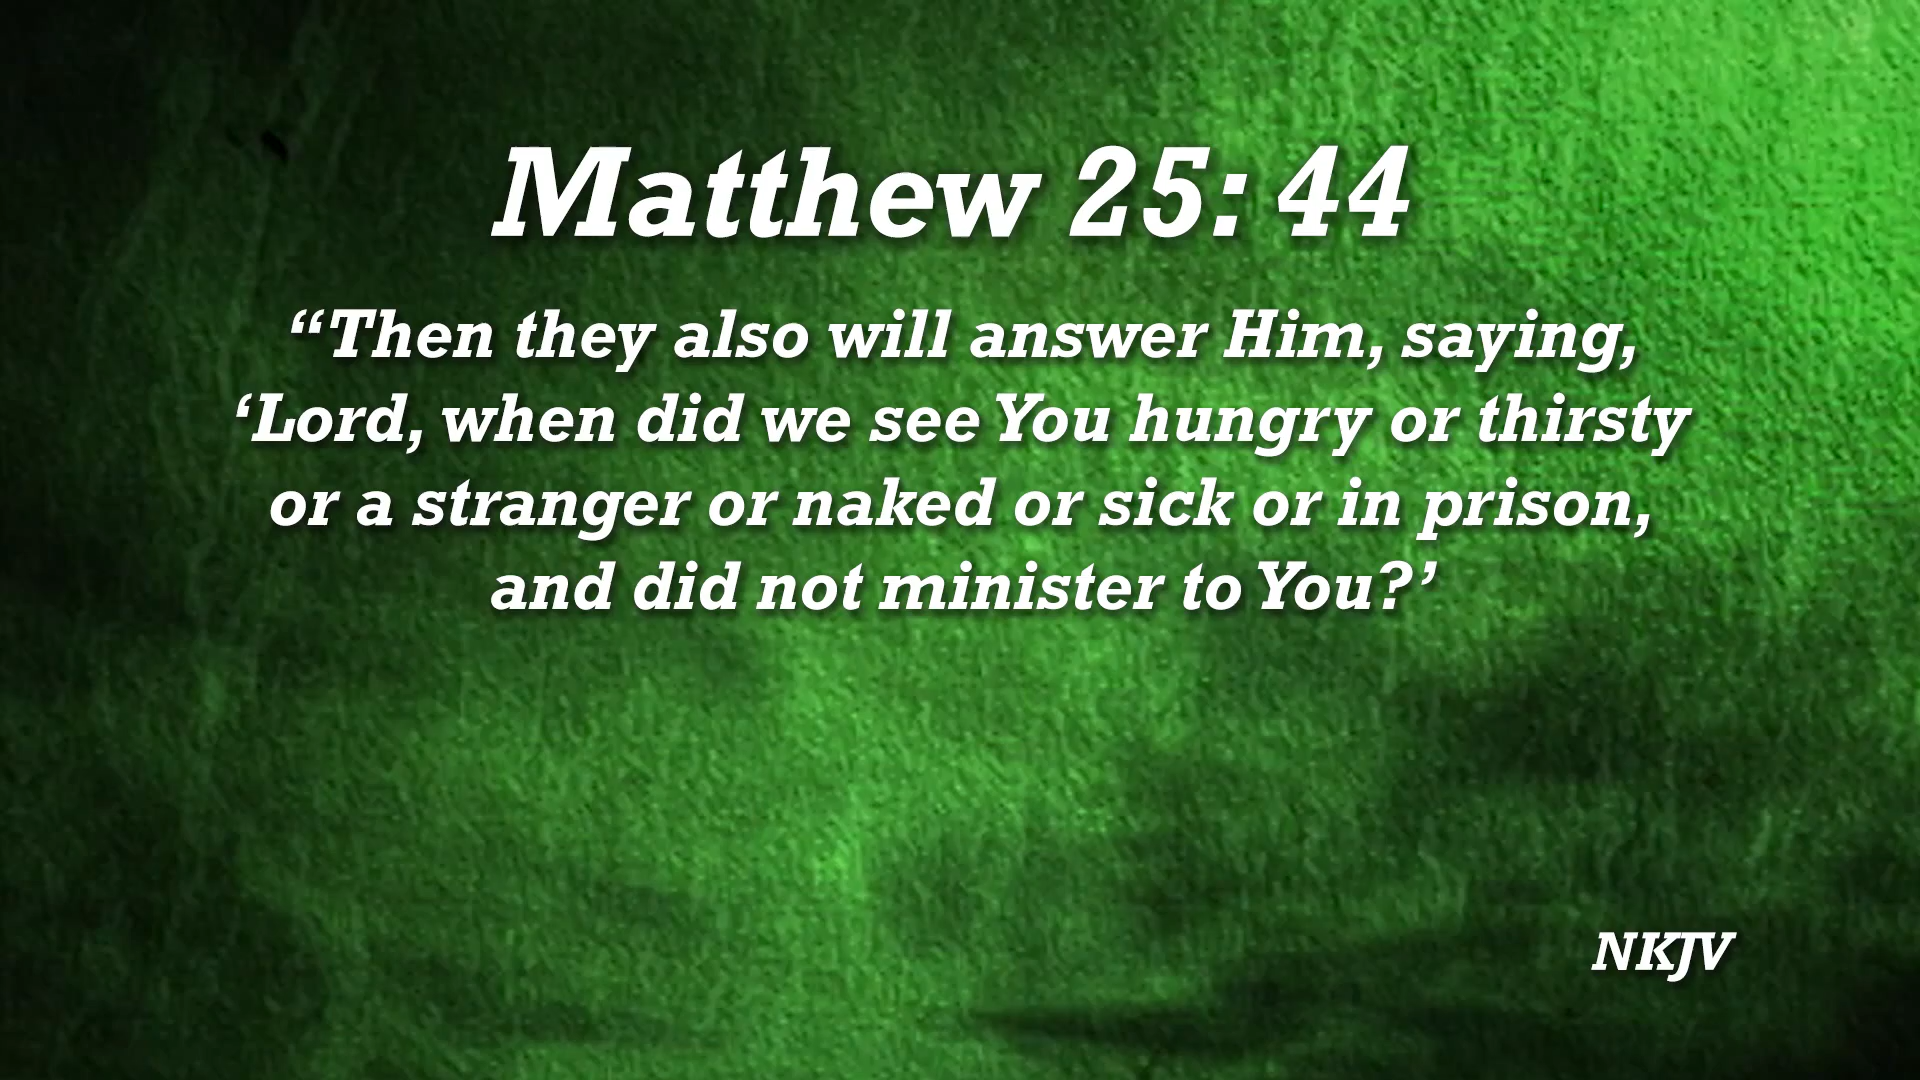 Matthew 25: 44
“Then they also will answer Him, saying,
‘Lord, when did we see You hungry or thirsty
or a stranger or naked or sick or in prison,
and did not minister to You?’
NKJV